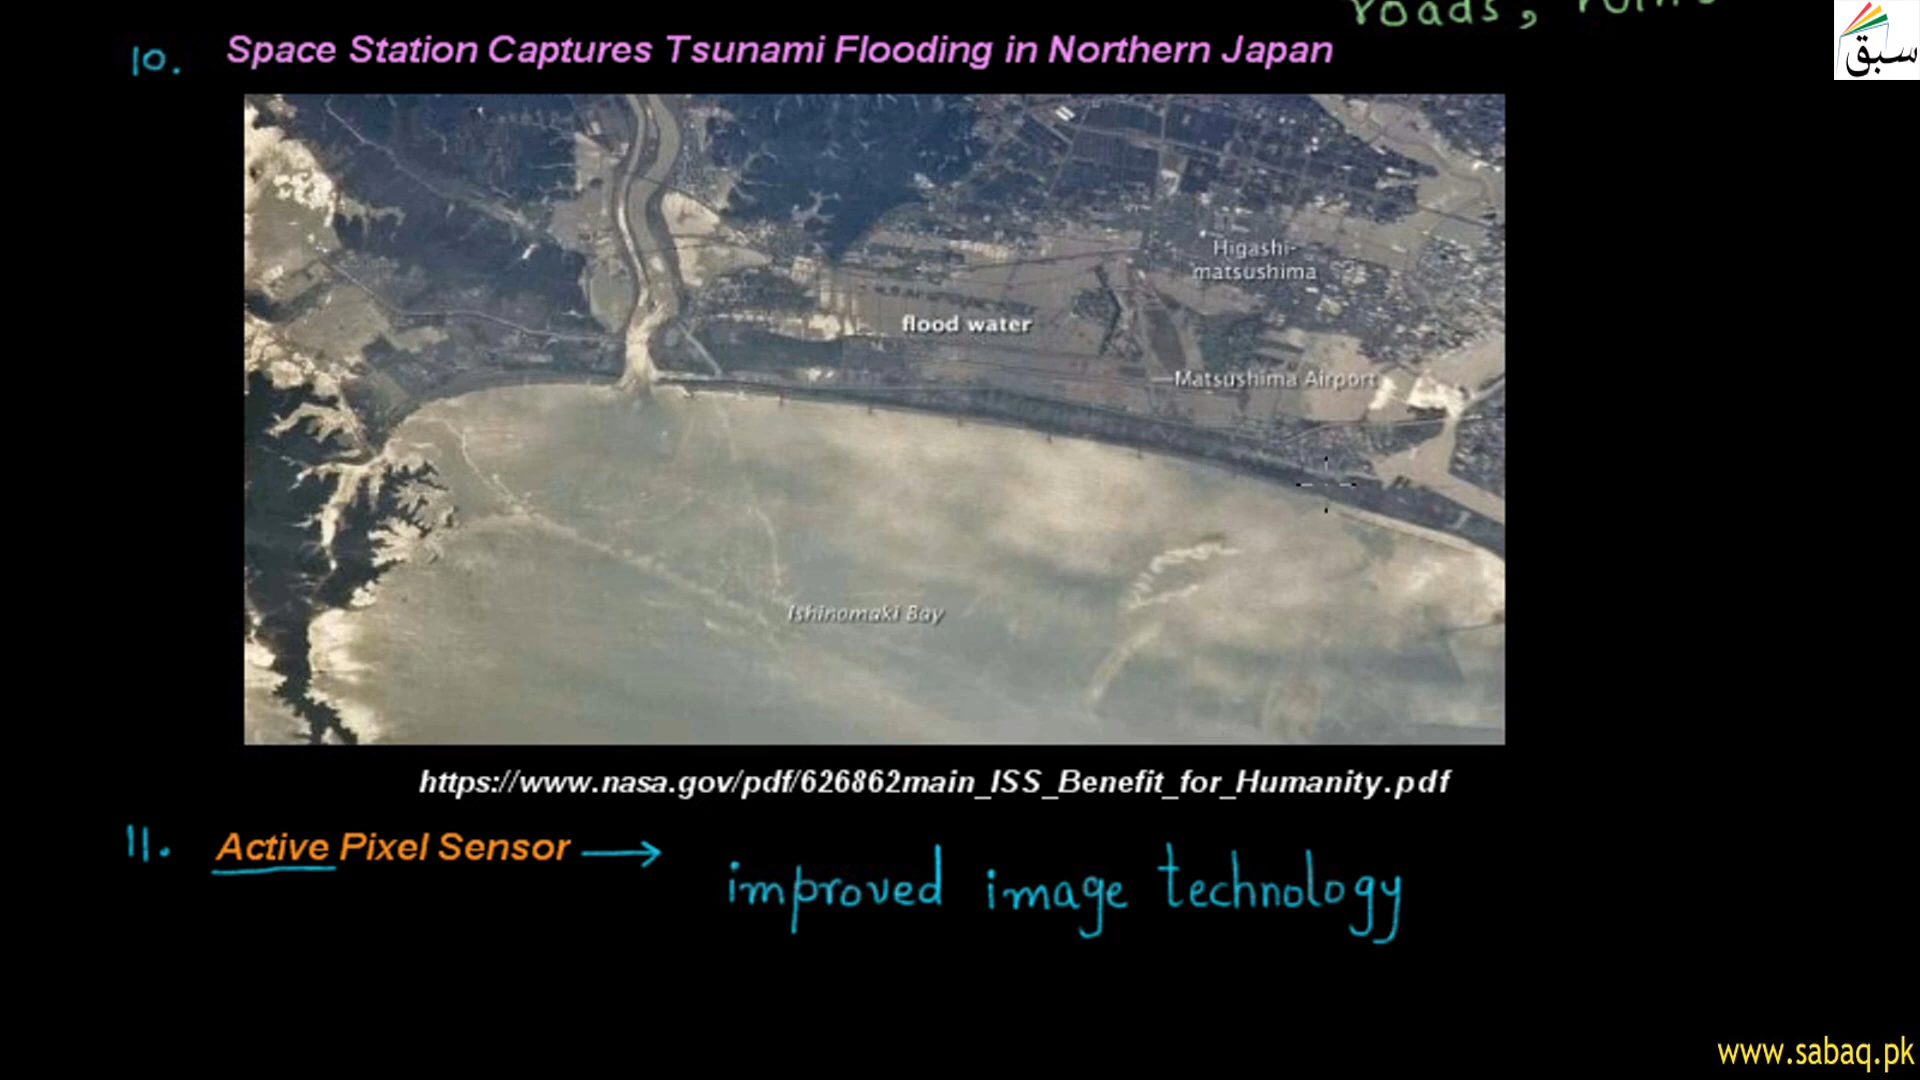 roads,
سبق
10. Space Station Captures Tsunami Flooding in Northern Japan
Higashi-
matsushima
flood water
Matsushima Airport
Ishinomaki Bay
https://www.nasa.gov/pdf/626862main_ISS_Benefit_for_Humanity.pdf
11. Active Pixel Sensor →
improved image technology
www.sabaq.pk